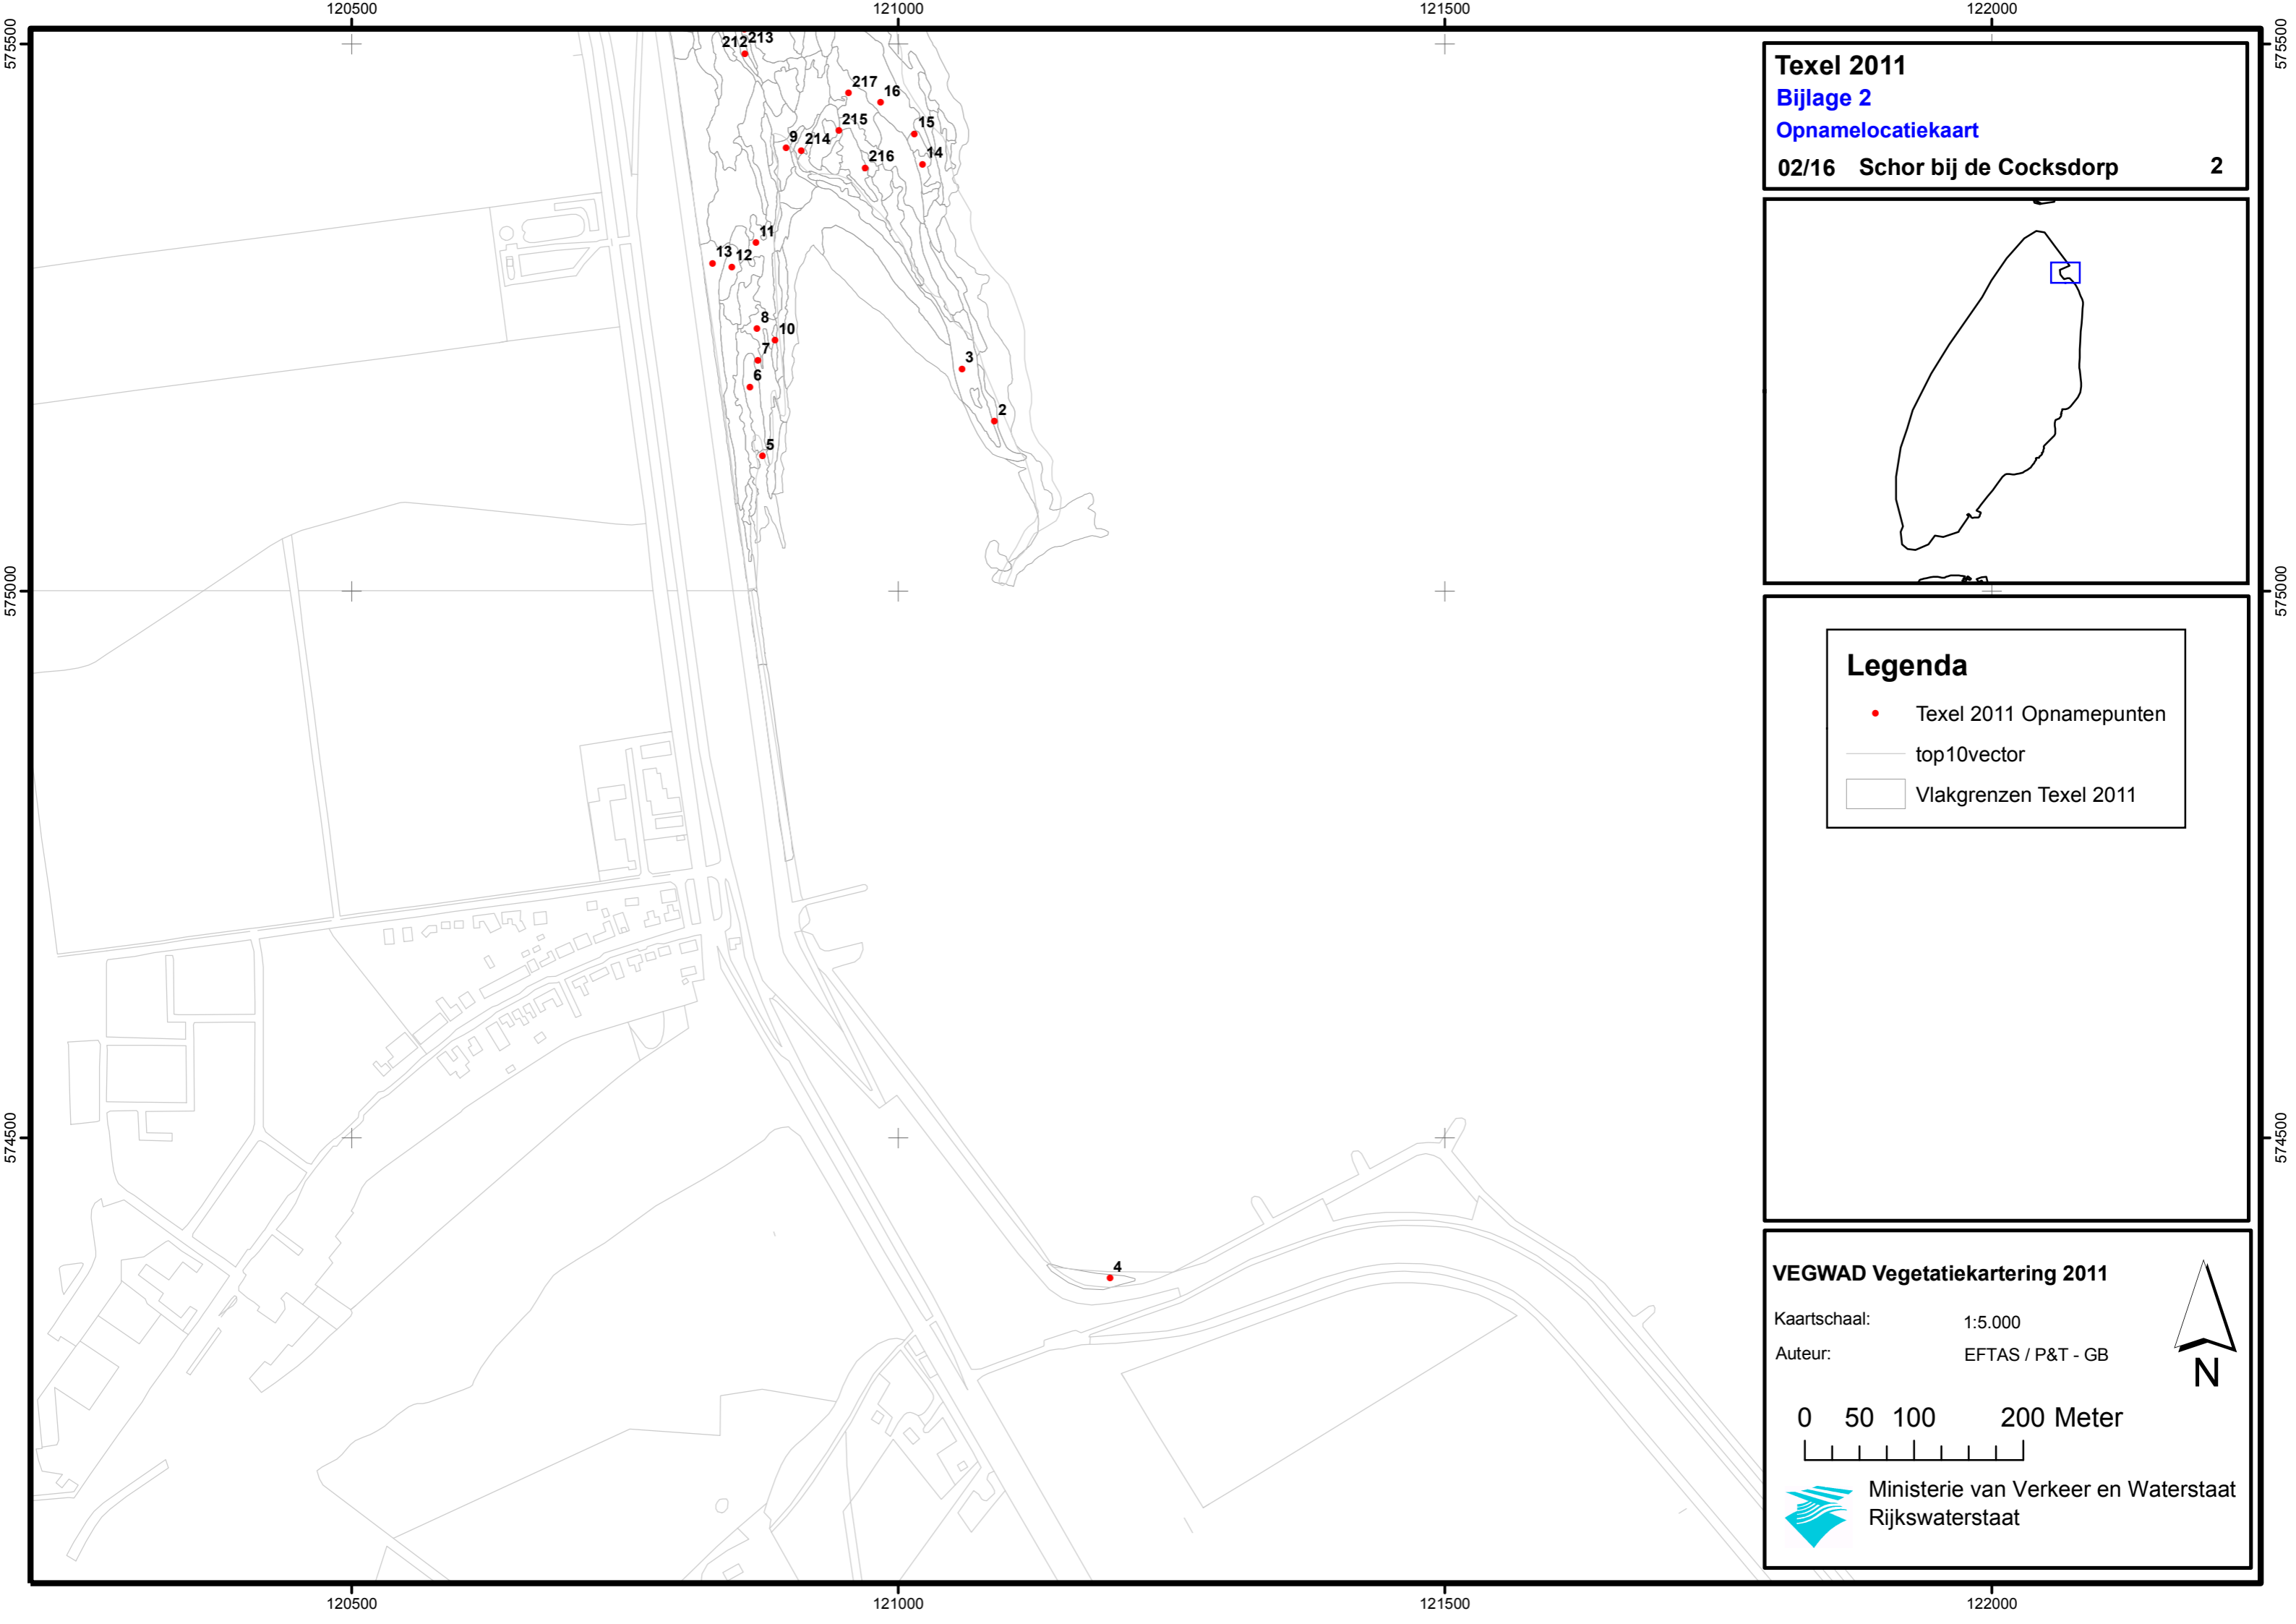 120500 121000 121500 122000
575500 575500
212 213
217
16
215
15
9 214
14
216
11
13 12
8
10
7
3
6
2
5
575000 575000
574500 574500
4
120500 121000 121500 122000
Texel 2011
Bijlage 2
Opnamelocatiekaart
02/16 Schor bij de Cocksdorp 2
Legenda
Texel 2011 Opnamepunten
top10vector
Vlakgrenzen Texel 2011
VEGWAD Vegetatiekartering 2011
Kaartschaal: 1:5.000
Auteur: EFTAS / P&T - GB
N
0 50 100 200 Meter
Ministerie van Verkeer en Waterstaat
Rijkswaterstaat